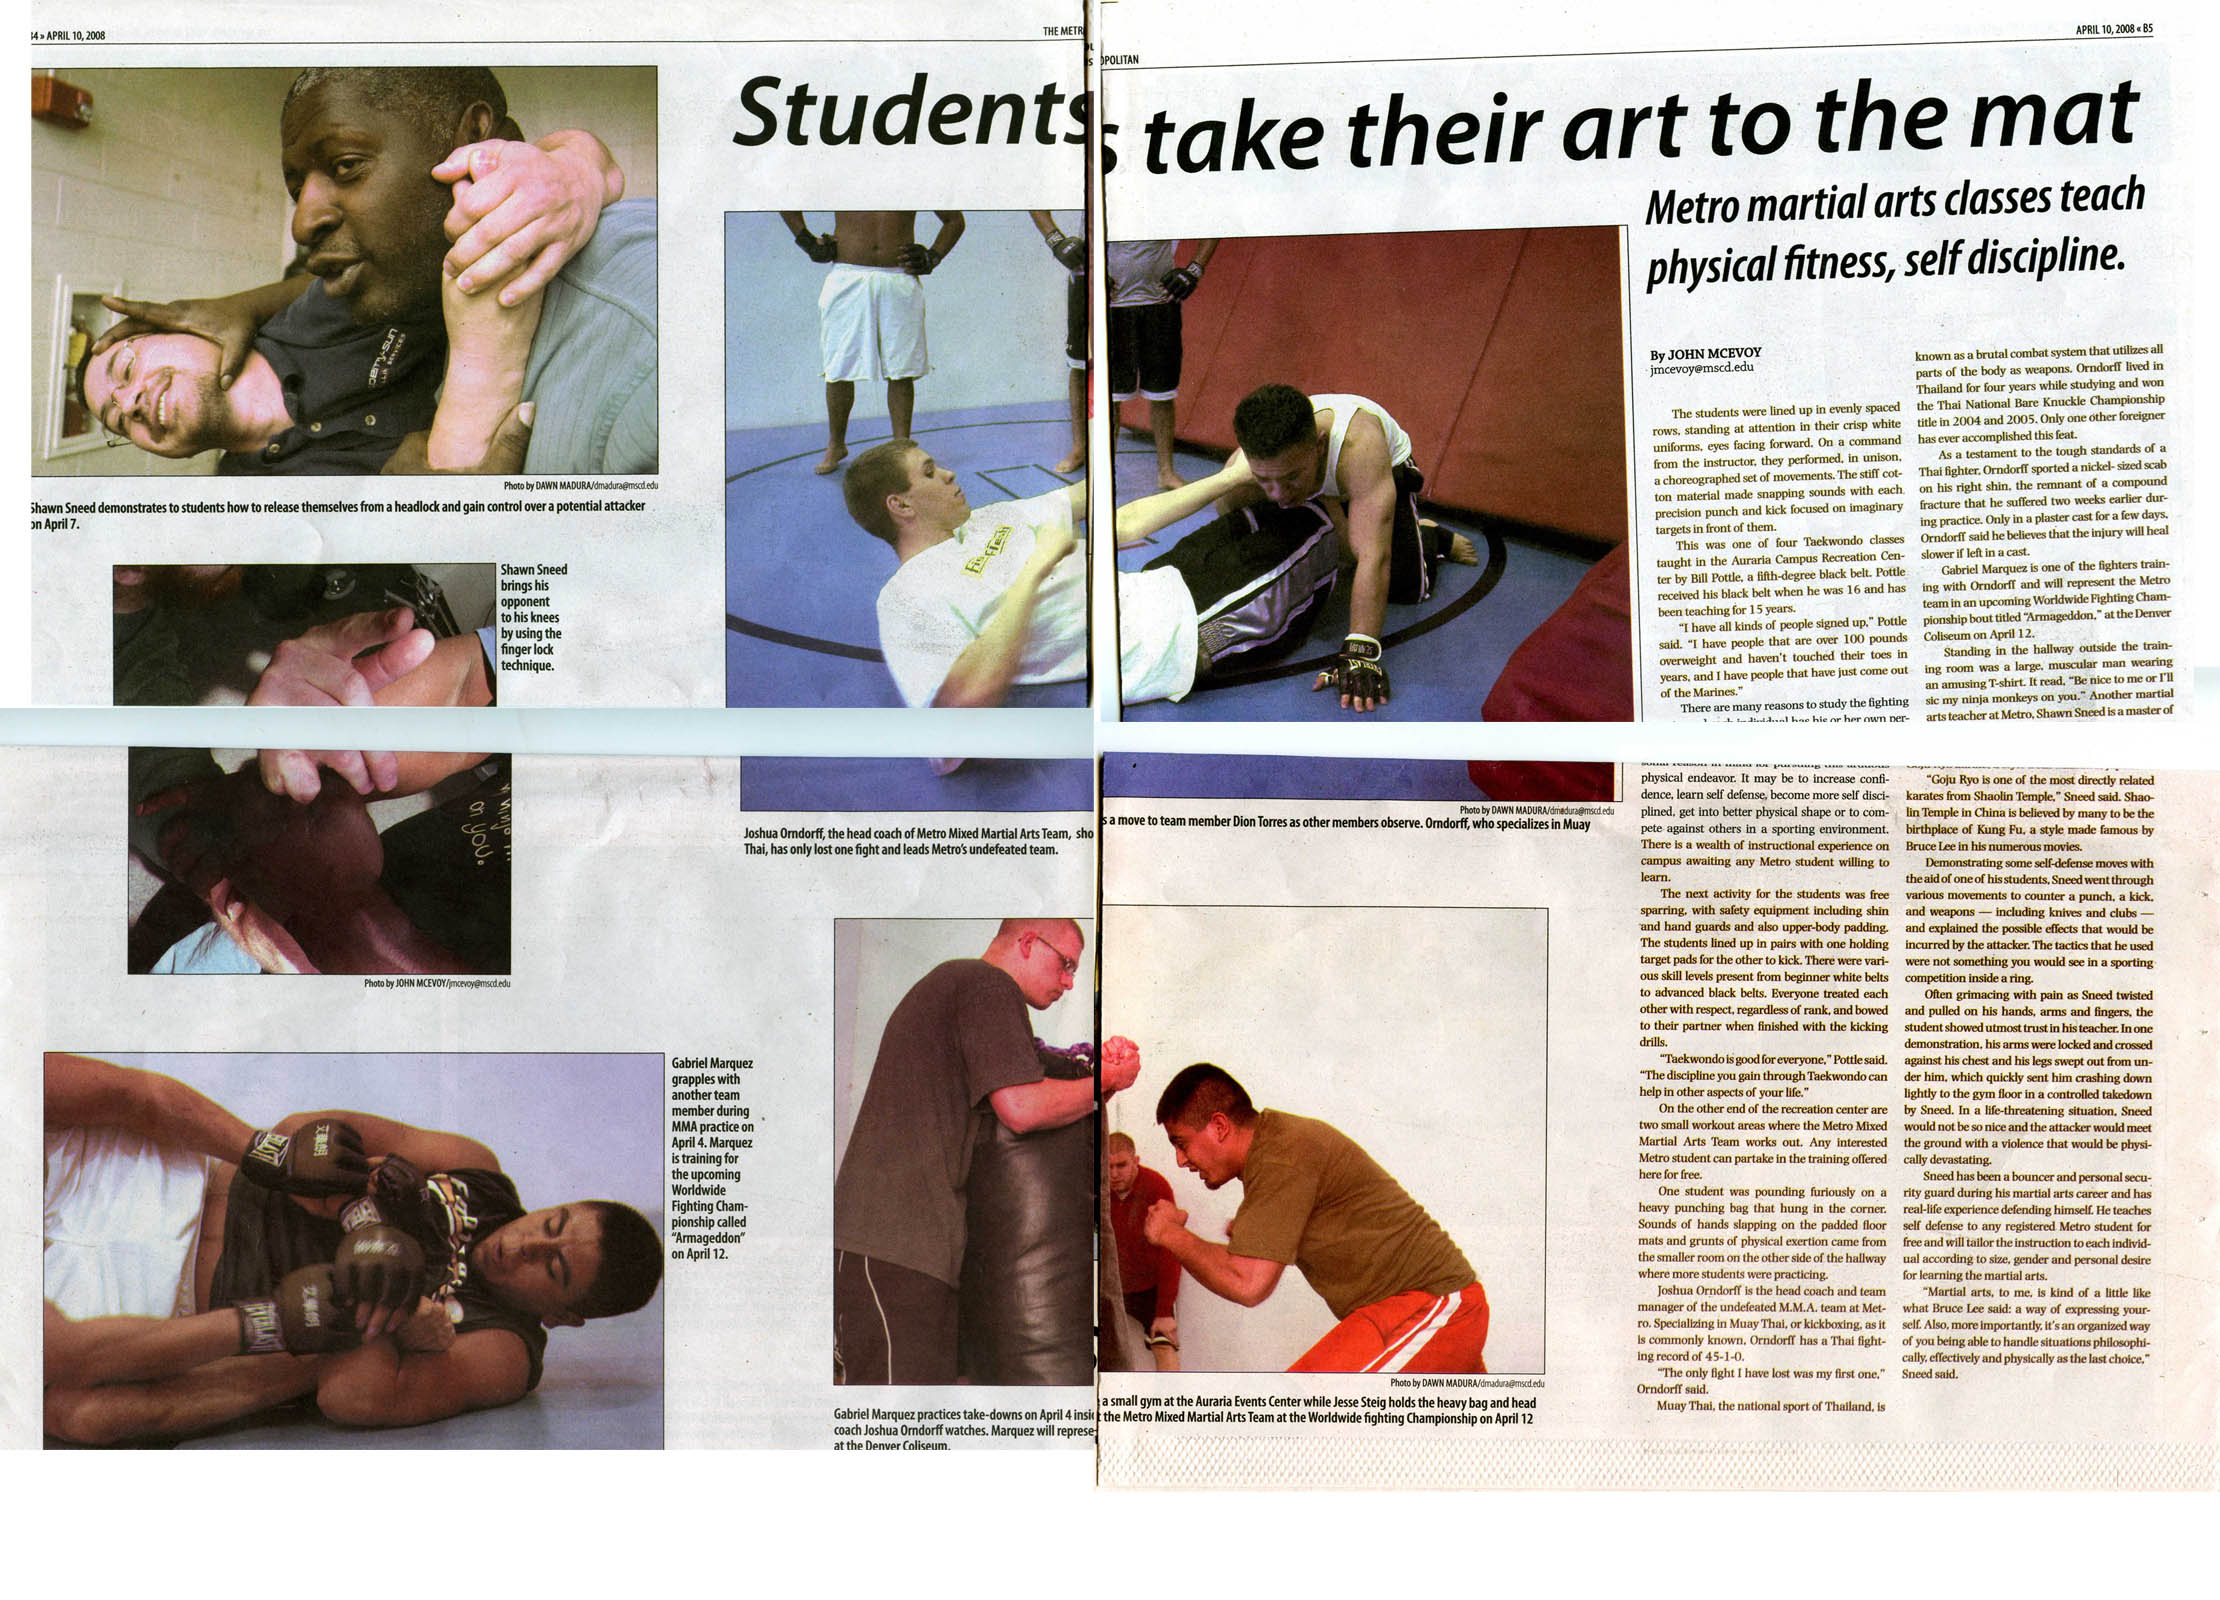 B4 » APRIL 10, 2008
THE METROPOLITAN
APRIL 10, 2008 « B5
Students take their art to the mat
Metro martial arts classes teach
physical fitness, self discipline.
Photo by DAWN MADURA/dmadura@mscd.edu
Shawn Sneed demonstrates to students how to release themselves from a headlock and gain control over a potential attacker
on April 7.
Shawn Sneed
brings his
opponent
to his knees
by using the
finger lock
technique.
Photo by JOHN MCEVOY/jmcevoy@mscd.edu
Photo by DAWN MADURA/dmadura@mscd.edu
Joshua Orndorff, the head coach of Metro Mixed Martial Arts Team, sho
s a move to team member Dion Torres as other members observe. Orndorff, who specializes in Muay
Thai, has only lost one fight and leads Metro's undefeated team.
Gabriel Marquez
grapples with
another team
member during
MMA practice on
April 4. Marquez
is training for
the upcoming
Worldwide
Fighting Cham-
pionship called
"Armageddon"
on April 12.
Photo by DAWN MADURA/dmadura@mscd.edu
Gabriel Marquez practices take-downs on April 4 insi
a small gym at the Auraria Events Center while Jesse Steig holds the heavy bag and head
coach Joshua Orndorff watches. Marquez will represe
t the Metro Mixed Martial Arts Team at the Worldwide fighting Championship on April 12
at the Denver Coliseum.
By JOHN MCEVOY
jmcevoy@mscd.edu
The students were lined up in evenly spaced
rows, standing at attention in their crisp white
uniforms, eyes facing forward. On a command
from the instructor, they performed, in unison,
a choreographed set of movements. The stiff cot-
ton material made snapping sounds with each
precision punch and kick focused on imaginary
targets in front of them.
This was one of four Taekwondo classes
taught in the Auraria Campus Recreation Cen-
ter by Bill Pottle, a fifth-degree black belt. Pottle
received his black belt when he was 16 and has
been teaching for 15 years.
"I have all kinds of people signed up," Pottle
said. "I have people that are over 100 pounds
overweight and haven't touched their toes in
years, and I have people that have just come out
of the Marines."
There are many reasons to study the fighting
individual has his or her own per-
physical endeavor. It may be to increase confi-
dence, learn self defense, become more self disci-
plined, get into better physical shape or to com-
pete against others in a sporting environment.
There is a wealth of instructional experience on
campus awaiting any Metro student willing to
learn.
The next activity for the students was free
sparring, with safety equipment including shin
and hand guards and also upper-body padding.
The students lined up in pairs with one holding
target pads for the other to kick. There were vari-
ous skill levels present from beginner white belts
to advanced black belts. Everyone treated each
other with respect, regardless of rank, and bowed
to their partner when finished with the kicking
drills.
"Taekwondo is good for everyone," Pottle said.
"The discipline you gain through Taekwondo can
help in other aspects of your life."
On the other end of the recreation center are
two small workout areas where the Metro Mixed
Martial Arts Team works out. Any interested
Metro student can partake in the training offered
here for free.
One student was pounding furiously on a
heavy punching bag that hung in the corner.
Sounds of hands slapping on the padded floor
mats and grunts of physical exertion came from
the smaller room on the other side of the hallway
where more students were practicing.
Joshua Orndorff is the head coach and team
manager of the undefeated M.M.A. team at Met-
ro. Specializing in Muay Thai, or kickboxing, as it
is commonly known, Orndorff has a Thai fight-
ing record of 45-1-0.
"The only fight I have lost was my first one,"
Orndorff said.
Muay Thai, the national sport of Thailand, is
known as a brutal combat system that utilizes all
parts of the body as weapons. Orndorff lived in
Thailand for four years while studying and won
the Thai National Bare Knuckle Championship
title in 2004 and 2005. Only one other foreigner
has ever accomplished this feat.
As a testament to the tough standards of a
Thai fighter, Orndorff sported a nickel- sized scab
on his right shin, the remnant of a compound
fracture that he suffered two weeks earlier dur-
ing practice. Only in a plaster cast for a few days,
Orndorff said he believes that the injury will heal
slower if left in a cast.
Gabriel Marquez is one of the fighters train-
ing with Orndorff and will represent the Metro
team in an upcoming Worldwide Fighting Cham-
pionship bout titled "Armageddon," at the Denver
Coliseum on April 12.
Standing in the hallway outside the train-
ing room was a large, muscular man wearing
an amusing T-shirt. It read, "Be nice to me or I'll
sic my ninja monkeys on you." Another martial
arts teacher at Metro, Shawn Sneed is a master of
"Goju Ryo is one of the most directly related
karates from Shaolin Temple," Sneed said. Shao-
lin Temple in China is believed by many to be the
birthplace of Kung Fu, a style made famous by
Bruce Lee in his numerous movies.
Demonstrating some self-defense moves with
the aid of one of his students, Sneed went through
various movements to counter a punch, a kick,
and weapons — including knives and clubs —
and explained the possible effects that would be
incurred by the attacker. The tactics that he used
were not something you would see in a sporting
competition inside a ring.
Often grimacing with pain as Sneed twisted
and pulled on his hands, arms and fingers, the
student showed utmost trust in his teacher. In one
demonstration, his arms were locked and crossed
against his chest and his legs swept out from un-
der him, which quickly sent him crashing down
lightly to the gym floor in a controlled takedown
by Sneed. In a life-threatening situation, Sneed
would not be so nice and the attacker would meet
the ground with a violence that would be physi-
cally devastating.
Sneed has been a bouncer and personal secu-
rity guard during his martial arts career and has
real-life experience defending himself. He teaches
self defense to any registered Metro student for
free and will tailor the instruction to each individ-
ual according to size, gender and personal desire
for learning the martial arts.
"Martial arts, to me, is kind of a little like
what Bruce Lee said: a way of expressing your-
self. Also, more importantly, it's an organized way
of you being able to handle situations philosophi-
cally, effectively and physically as the last choice,"
Sneed said.